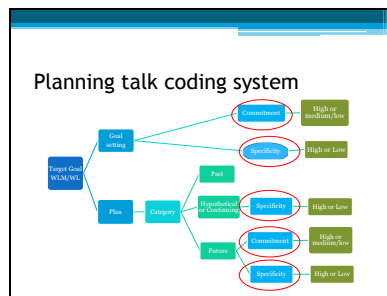 Planning talk coding system
Commitment
High or
medium/low
Goal
setting
Specificity
High or Low
Target Goal
WLM/WL
Past
Plan
Category
Hypothetical
or Continuing
Specificity
High or Low
Commitment
High or
medium/low
Future
Specificity
High or Low